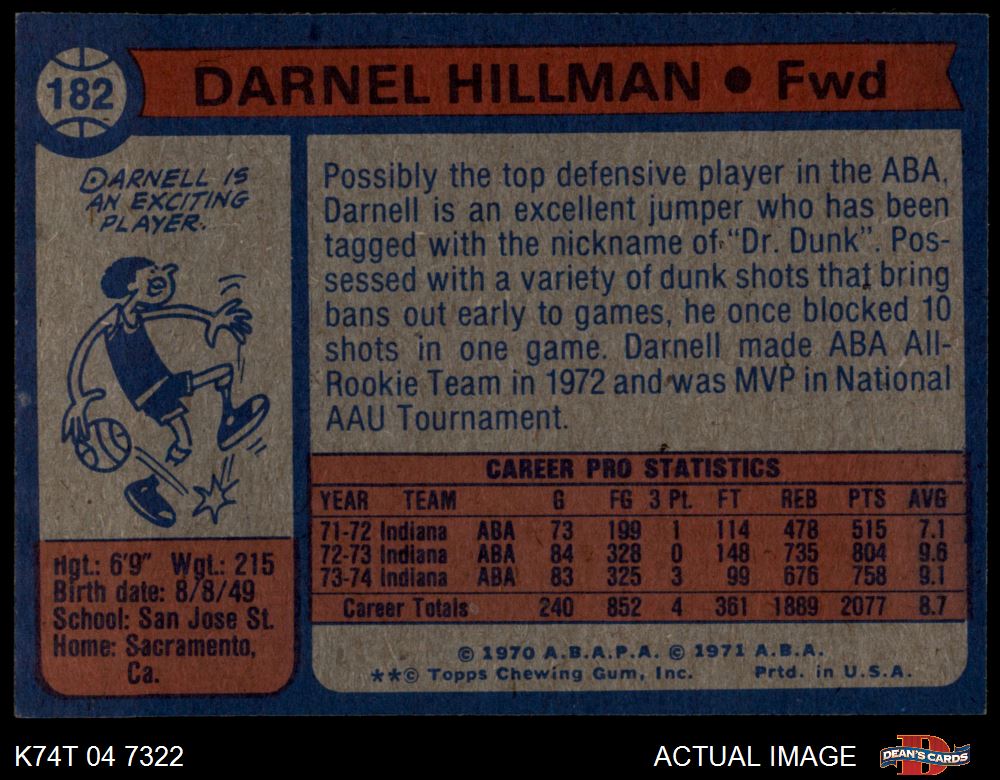 182
DARNEL HILLMAN ● Fwd
DARNELL IS
AN EXCITING
PLAYER.
Possibly the top defensive player in the ABA,
Darnell is an excellent jumper who has been
tagged with the nickname of "Dr. Dunk". Pos-
sessed with a variety of dunk shots that bring
bans out early to games, he once blocked 10
shots in one game. Darnell made ABA All-
Rookie Team in 1972 and was MVP in National
AAU Tournament.
CAREER PRO STATISTICS
YEAR TEAM G FG 3 Pt. FT REB PTS AVG
71-72 Indiana ABA 73 199 1 114 478 515 7.1
72-73 Indiana ABA 84 328 0 148 735 804 9.6
73-74 Indiana ABA 83 325 3 99 676 758 9.1
Career Totals 240 852 4 361 1889 2077 8.7
Hgt.: 6'9" Wgt.: 215
Birth date: 8/8/49
School: San Jose St.
Home: Sacramento,
Ca.
© 1970 A.B.A.P.A. © 1971 A.B.A.
**© Topps Chewing Gum, Inc. Prtd. in U.S.A.
K74T 04 7322
ACTUAL IMAGE
D
DEAN'S CARDS